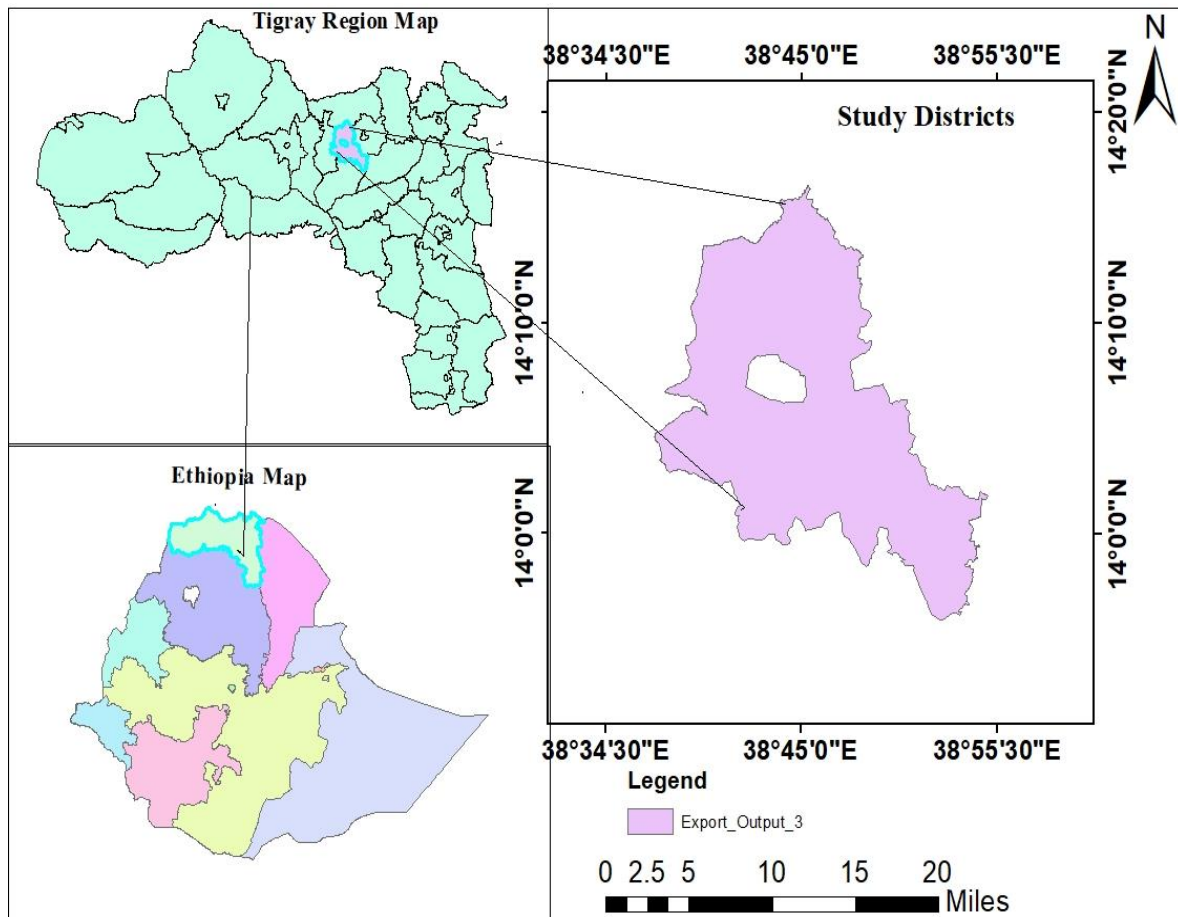 Tigray Region Map
N
38°34'30"E 38°45'0"E 38°55'30"E
Study Districts
14°20'0"N
14°20'0"N
14°10'0"N
14°10'0"N
14°0'0"N
14°0'0"N
Ethiopia Map
38°34'30"E 38°45'0"E 38°55'30"E
Legend
Export_Output_3
0 2.5 5 10 15 20
Miles